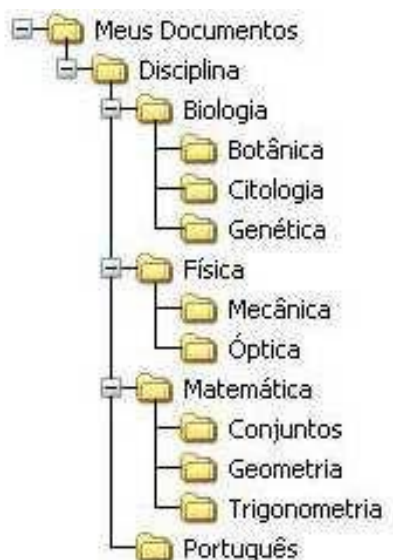 Meus Documentos
Disciplina
Biologia
Botânica
Citologia
Genética
Física
Mecânica
Óptica
Matemática
Conjuntos
Geometria
Trigonometria
Português